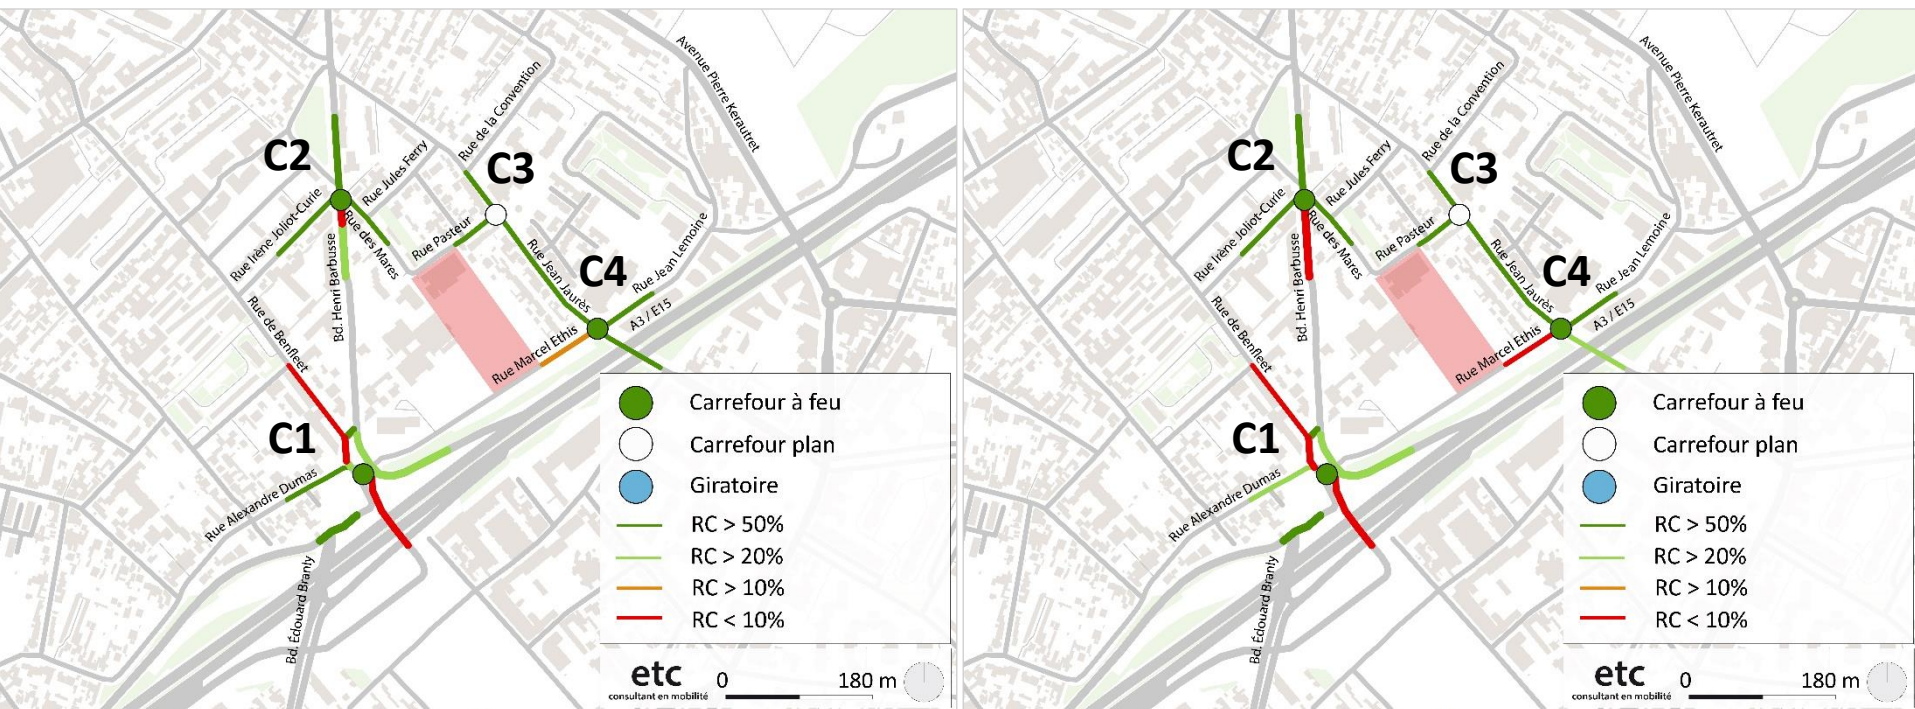 Avenue Pierre Kerautret
Rue de la Convention
C2
Rue Jules Ferry
C3
Rue Irène Joliot-Curie
Rue des Mares
Rue Pasteur
Bd. Henri Barbusse
Rue Jean Jaurès
C4
Rue Jean Lemoine
A3 / E15
Rue de Benfleet
Rue Marcel Ethis
C1
Rue Alexandre Dumas
Bd. Édouard Branly
Carrefour à feu
Carrefour plan
Giratoire
RC > 50%
RC > 20%
RC > 10%
RC < 10%
etc
consultant en mobilité
0 180 m
Avenue Pierre Kerautret
Rue de la Convention
C2
Rue Jules Ferry
C3
Rue Irène Joliot-Curie
Rue des Mares
Rue Pasteur
Bd. Henri Barbusse
Rue Jean Jaurès
C4
Rue Jean Lemoine
A3 / E15
Rue de Benfleet
Rue Marcel Ethis
C1
Rue Alexandre Dumas
Bd. Édouard Branly
Carrefour à feu
Carrefour plan
Giratoire
RC > 50%
RC > 20%
RC > 10%
RC < 10%
etc
consultant en mobilité
0 180 m